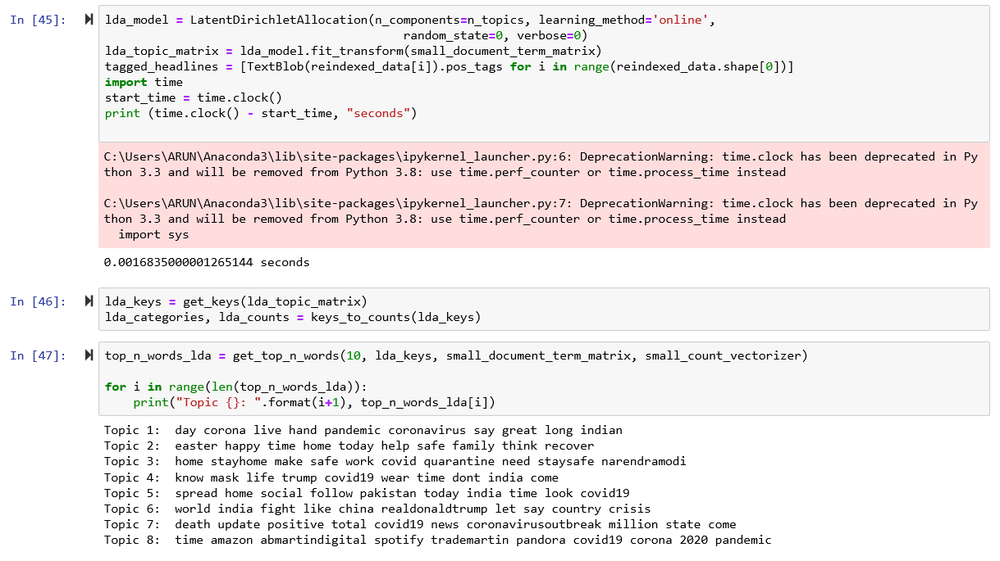 In [45]:
lda_model = LatentDirichletAllocation(n_components=n_topics, learning_method='online',
                                          random_state=0, verbose=0)
lda_topic_matrix = lda_model.fit_transform(small_document_term_matrix)
tagged_headlines = [TextBlob(reindexed_data[i]).pos_tags for i in range(reindexed_data.shape[0])]
import time
start_time = time.clock()
print (time.clock() - start_time, "seconds")
C:\Users\ARUN\Anaconda3\lib\site-packages\ipykernel_launcher.py:6: DeprecationWarning: time.clock has been deprecated in Py
thon 3.3 and will be removed from Python 3.8: use time.perf_counter or time.process_time instead
C:\Users\ARUN\Anaconda3\lib\site-packages\ipykernel_launcher.py:7: DeprecationWarning: time.clock has been deprecated in Py
thon 3.3 and will be removed from Python 3.8: use time.perf_counter or time.process_time instead
  import sys
0.0016835000001265144 seconds
In [46]:
lda_keys = get_keys(lda_topic_matrix)
lda_categories, lda_counts = keys_to_counts(lda_keys)
In [47]:
top_n_words_lda = get_top_n_words(10, lda_keys, small_document_term_matrix, small_count_vectorizer)
for i in range(len(top_n_words_lda)):
    print("Topic {}: ".format(i+1), top_n_words_lda[i])
Topic 1:  day corona live hand pandemic coronavirus say great long indian
Topic 2:  easter happy time home today help safe family think recover
Topic 3:  home stayhome make safe work covid quarantine need staysafe narendramodi
Topic 4:  know mask life trump covid19 wear time dont india come
Topic 5:  spread home social follow pakistan today india time look covid19
Topic 6:  world india fight like china realdonaldtrump let say country crisis
Topic 7:  death update positive total covid19 news coronavirusoutbreak million state come
Topic 8:  time amazon abmartindigital spotify trademartin pandora covid19 corona 2020 pandemic